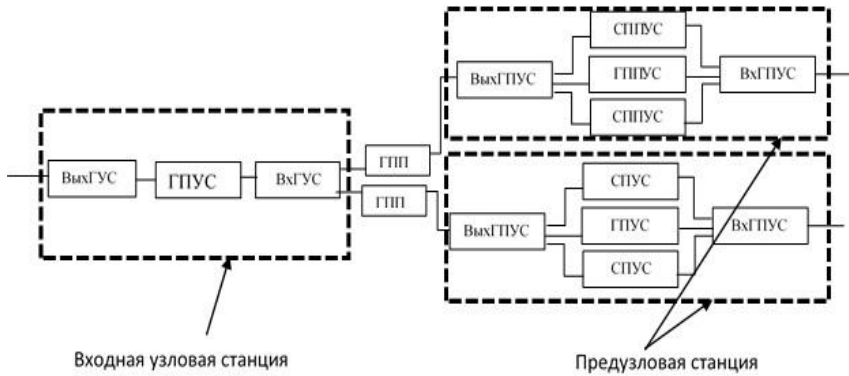 СППУС
ВыхГПУС
ГППУС
ВхГПУС
СППУС
ГПП
ВыхГУС
ГПУС
ВхГУС
ГПП
СПУС
ВыхГПУС
ГПУС
ВхГПУС
СПУС
Входная узловая станция
Предузловая станция